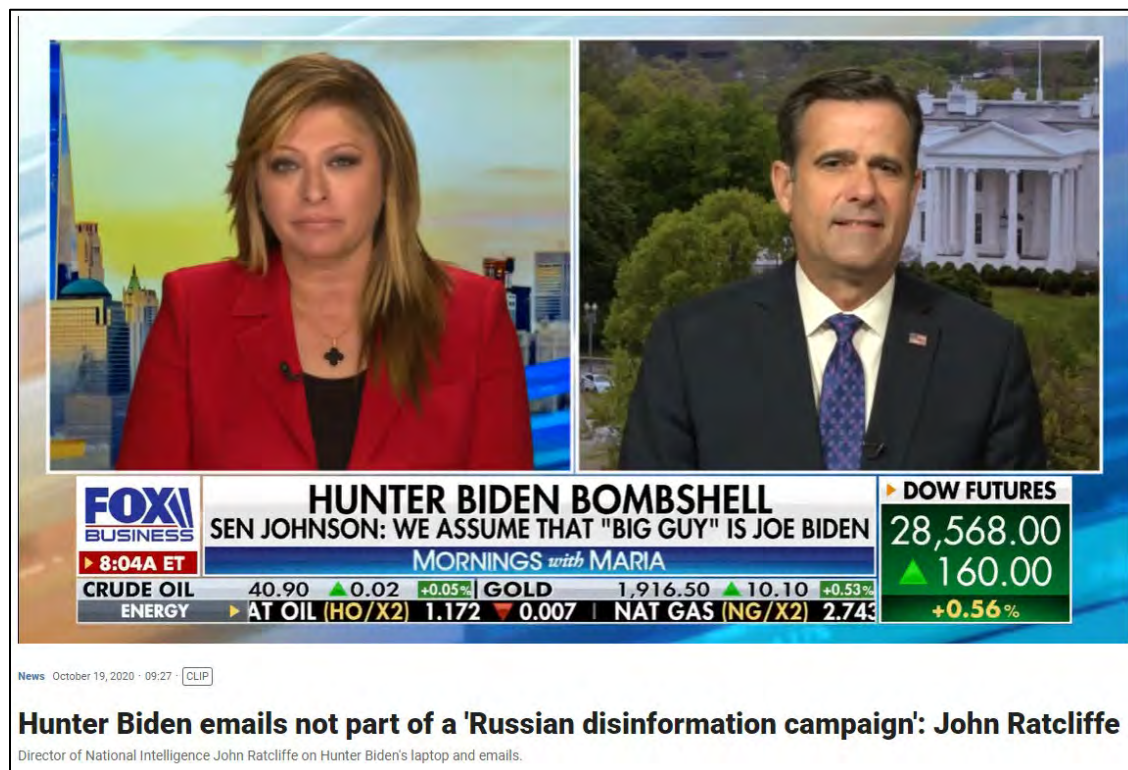 FOX
BUSINESS
8:04A ET
HUNTER BIDEN BOMBSHELL
SEN JOHNSON: WE ASSUME THAT "BIG GUY" IS JOE BIDEN
MORNINGS with MARIA
DOW FUTURES
28,568.00
160.00
+0.56%
CRUDE OIL 40.90 0.02 +0.05% GOLD 1,916.50 10.10 +0.53%
ENERGY AT OIL (HO/X2) 1.172 0.007 NAT GAS (NG/X2) 2.743
News October 19, 2020 · 09:27 · CLIP
Hunter Biden emails not part of a 'Russian disinformation campaign': John Ratcliffe
Director of National Intelligence John Ratcliffe on Hunter Biden's laptop and emails.